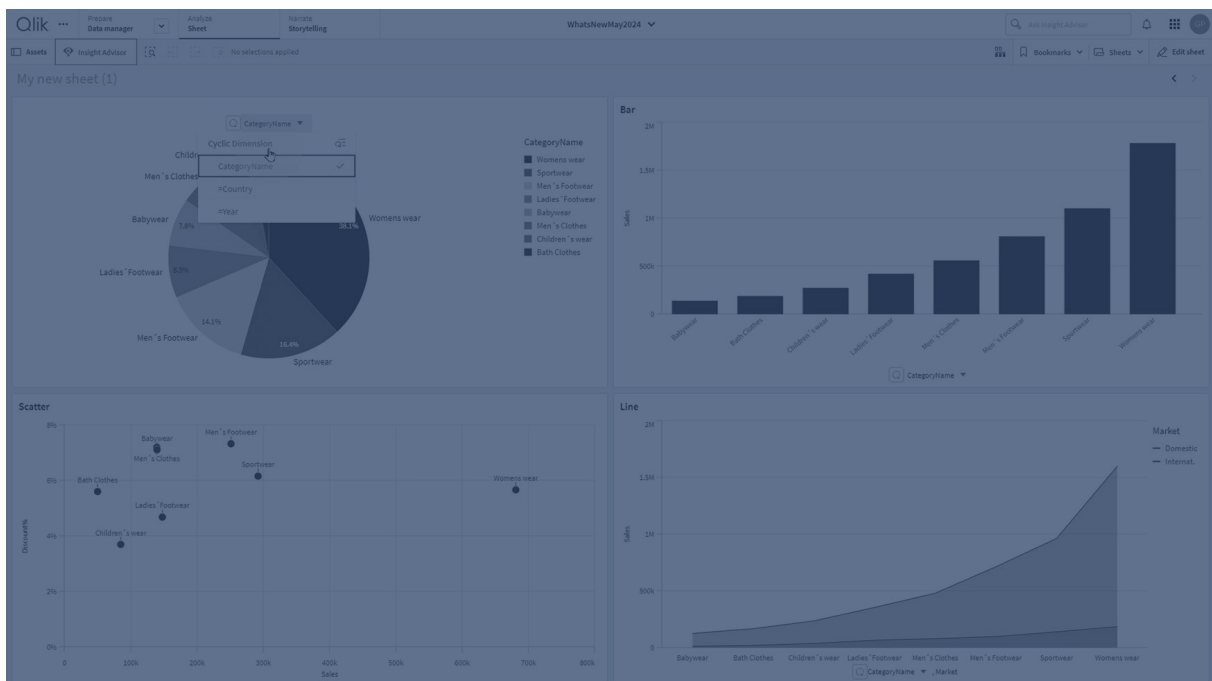 Qlik
Prepare
Data manager
Analyze
Sheet
Narrate
Storytelling
WhatsNewMay2024
Ask Insight Advisor
Assets
Insight Advisor
No selections applied
Bookmarks
Sheets
Edit sheet
My new sheet (1)
CategoryName
Cyclic Dimension
CategoryName
=Country
=Year
Men´s Clothes
Babywear
7.8%
Ladies´Footwear
14.1%
Men´s Footwear
16.4%
Sportwear
38.1%
Womens wear
CategoryName
Womens wear
Sportwear
Men´s Footwear
Ladies´Footwear
Babywear
Men´s Clothes
Children´s wear
Bath Clothes
Bar
2M
1.5M
1M
500k
0
Sales
Babywear
Bath Clothes
Children´s wear
Ladies´Footwear
Men´s Clothes
Men´s Footwear
Sportwear
Womens wear
CategoryName
Scatter
8%
6%
4%
2%
0%
Discount%
Babywear
Men´s Clothes
Men´s Footwear
Sportwear
Womens wear
Bath Clothes
Ladies´Footwear
Children´s wear
0
100k
200k
300k
400k
500k
600k
700k
800k
Sales
Line
2M
1.5M
1M
500k
0
Sales
Market
Domestic
Internat.
Babywear
Bath Clothes
Children´s wear
Ladies´Footwear
Men´s Clothes
Men´s Footwear
Sportwear
Womens wear
CategoryName
, Market